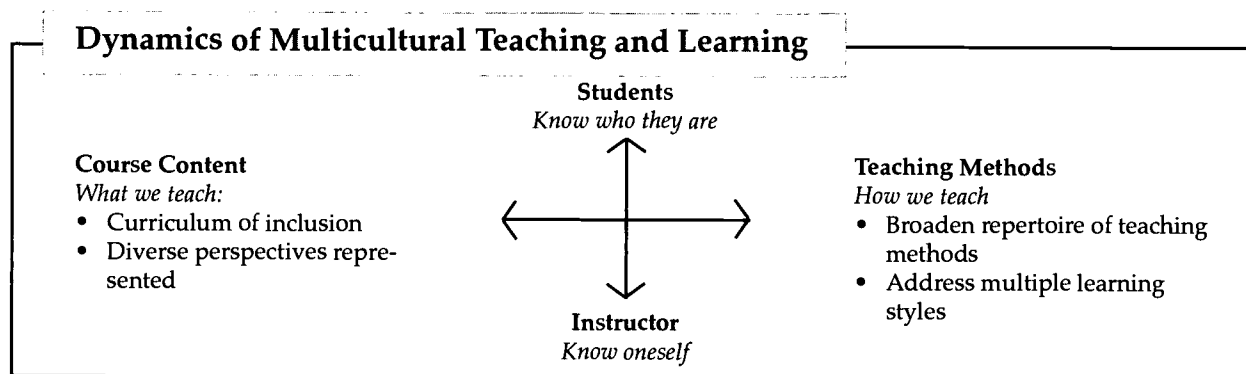 Dynamics of Multicultural Teaching and Learning
Students
Know who they are
Course Content
What we teach:
• Curriculum of inclusion
• Diverse perspectives repre-
sented
Teaching Methods
How we teach
• Broaden repertoire of teaching
methods
• Address multiple learning
styles
Instructor
Know oneself